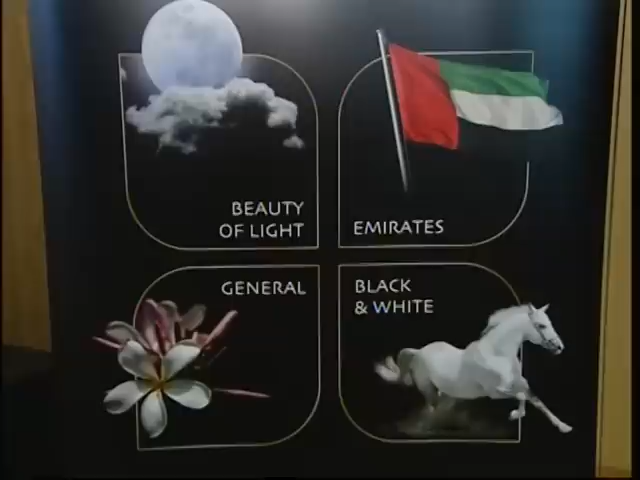 BEAUTY
OF LIGHT
EMIRATES
GENERAL
BLACK
& WHITE